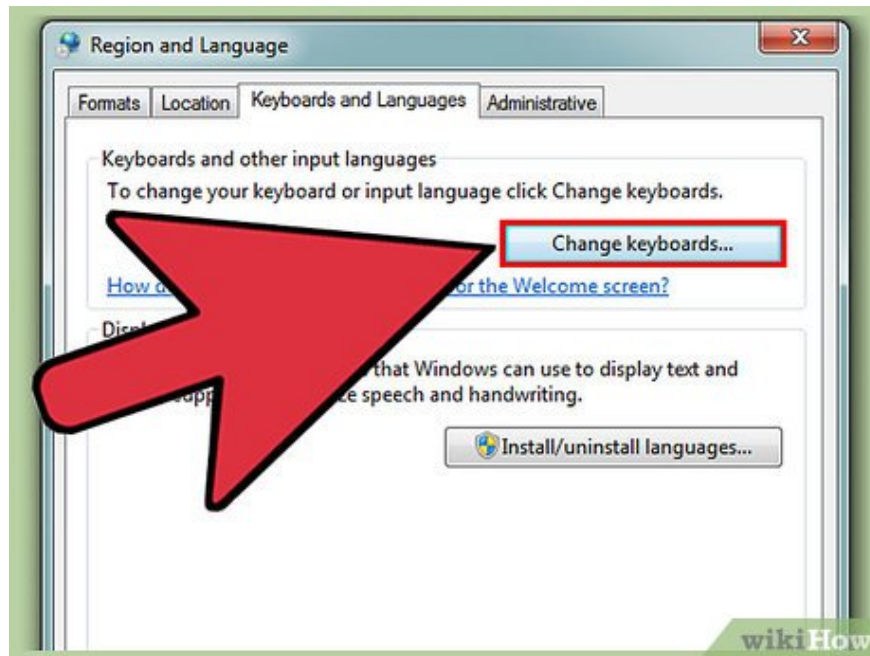 Region and Language
Formats Location Keyboards and Languages Administrative
Keyboards and other input languages
To change your keyboard or input language click Change keyboards.
Change keyboards...
How the Welcome screen?
that Windows can use to display text and
speech and handwriting.
Install/uninstall languages...
wikiHow